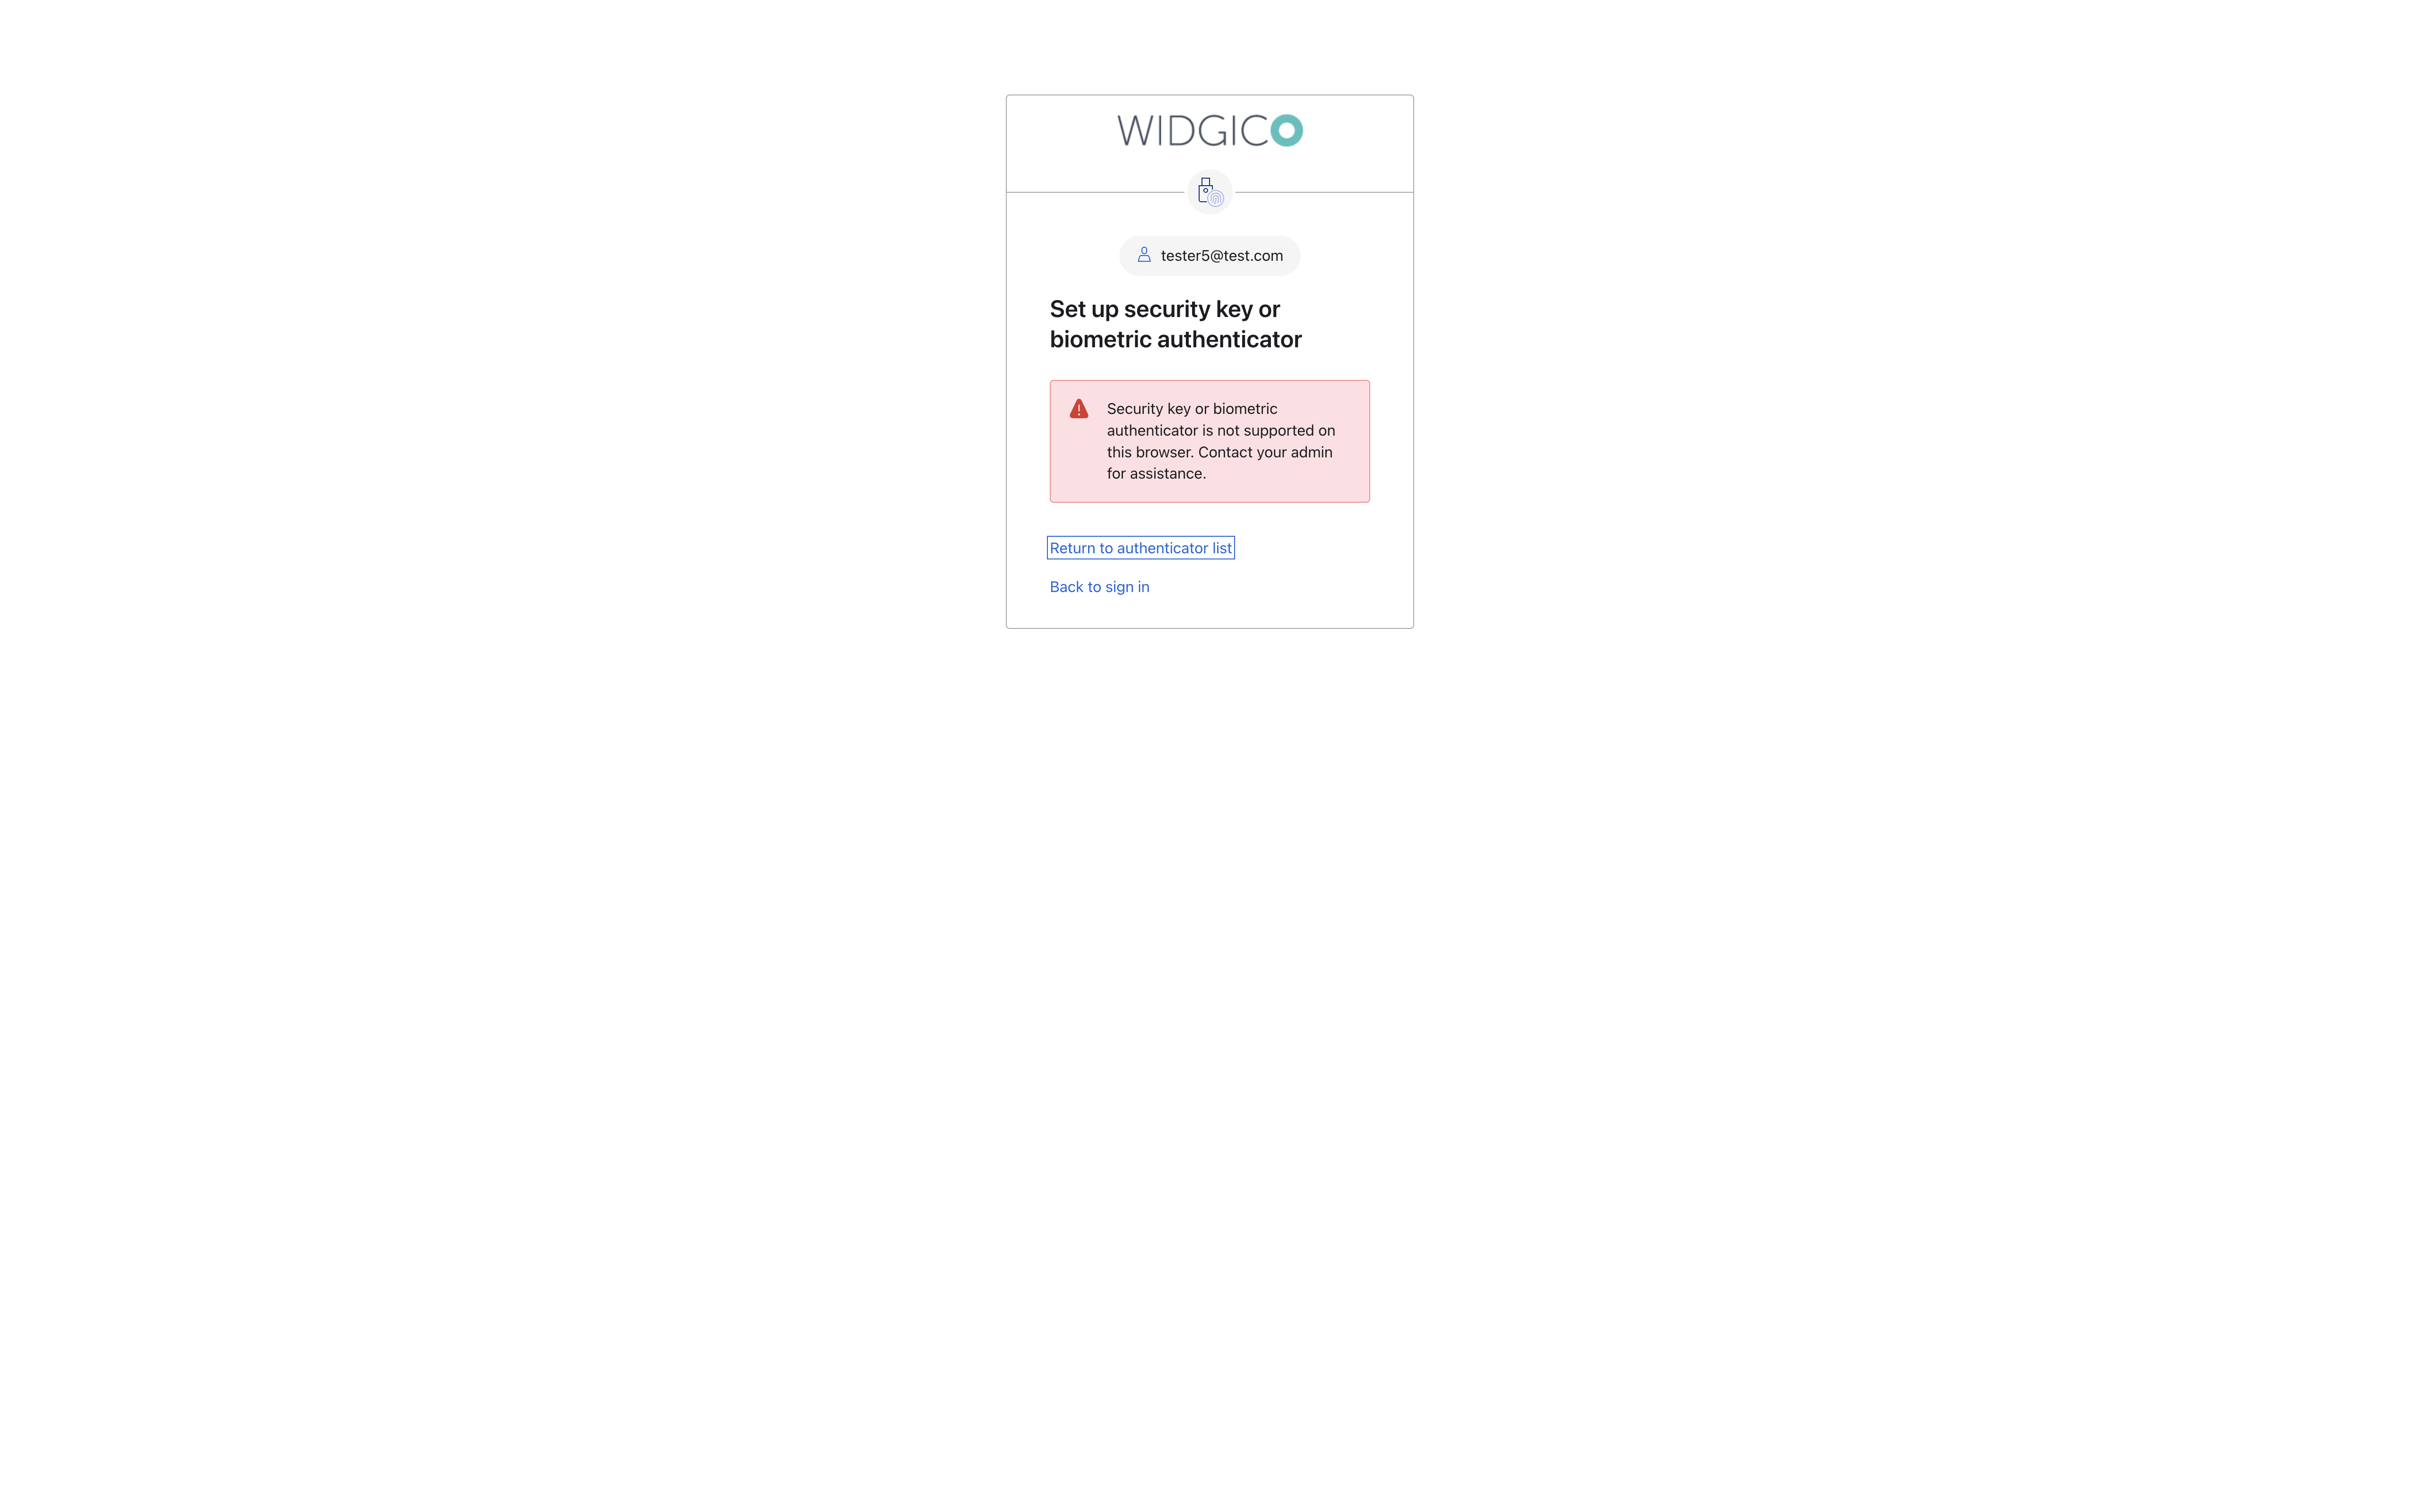 WIDGICO
tester5@test.com
Set up security key or
biometric authenticator
Security key or biometric
authenticator is not supported on
this browser. Contact your admin
for assistance.
Return to authenticator list
Back to sign in